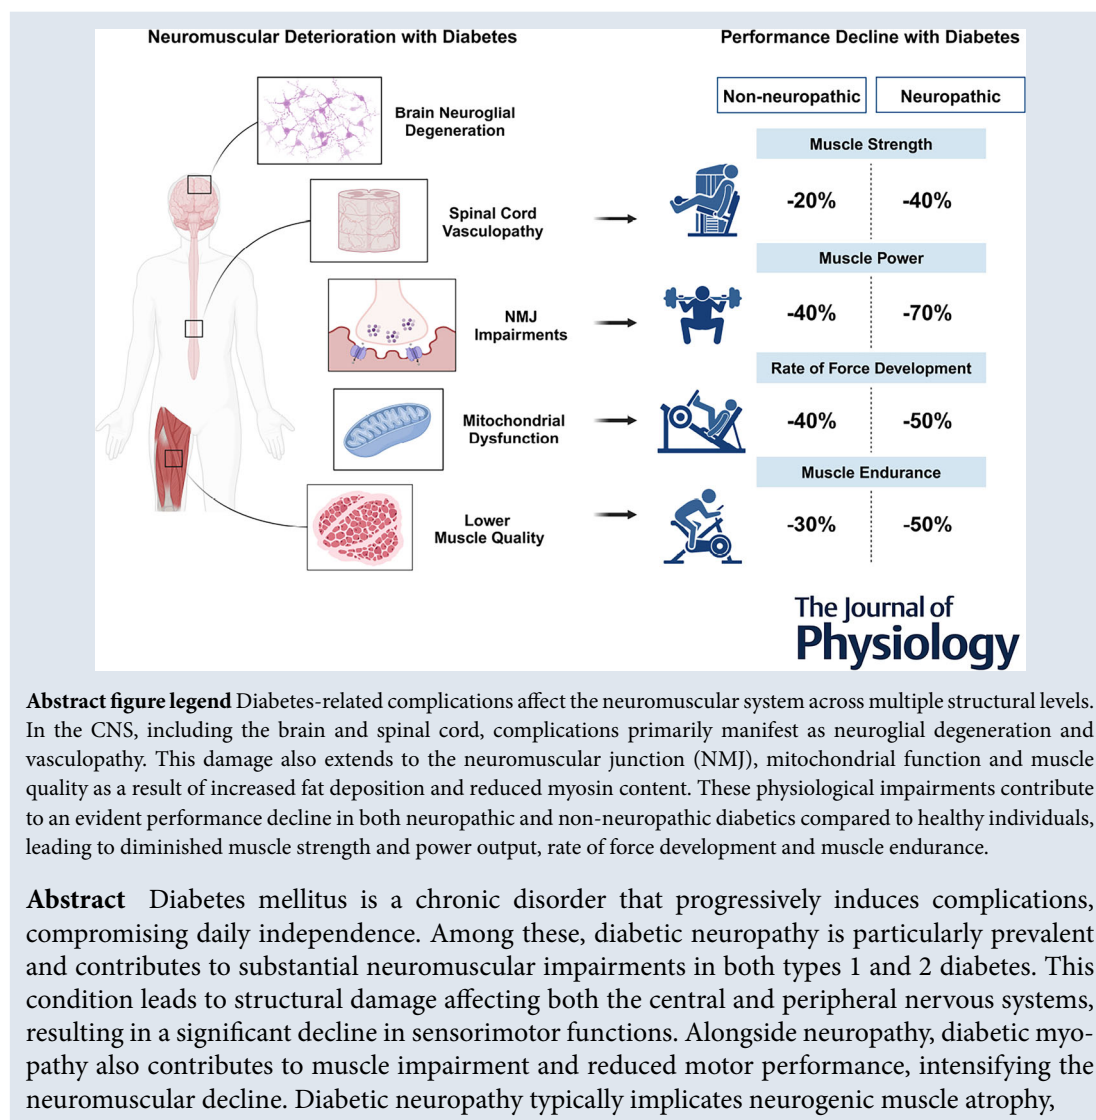 Neuromuscular Deterioration with Diabetes
Performance Decline with Diabetes
Brain Neuroglial
Degeneration
Spinal Cord
Vasculopathy
NMJ
Impairments
Mitochondrial
Dysfunction
Lower
Muscle Quality
Non-neuropathic
Neuropathic
Muscle Strength
-20%
-40%
Muscle Power
-40%
-70%
Rate of Force Development
-40%
-50%
Muscle Endurance
-30%
-50%
The Journal of
Physiology
Abstract figure legend Diabetes-related complications affect the neuromuscular system across multiple structural levels.
In the CNS, including the brain and spinal cord, complications primarily manifest as neuroglial degeneration and
vasculopathy. This damage also extends to the neuromuscular junction (NMJ), mitochondrial function and muscle
quality as a result of increased fat deposition and reduced myosin content. These physiological impairments contribute
to an evident performance decline in both neuropathic and non-neuropathic diabetics compared to healthy individuals,
leading to diminished muscle strength and power output, rate of force development and muscle endurance.
Abstract Diabetes mellitus is a chronic disorder that progressively induces complications,
compromising daily independence. Among these, diabetic neuropathy is particularly prevalent
and contributes to substantial neuromuscular impairments in both types 1 and 2 diabetes. This
condition leads to structural damage affecting both the central and peripheral nervous systems,
resulting in a significant decline in sensorimotor functions. Alongside neuropathy, diabetic myo-
pathy also contributes to muscle impairment and reduced motor performance, intensifying the
neuromuscular decline. Diabetic neuropathy typically implicates neurogenic muscle atrophy,